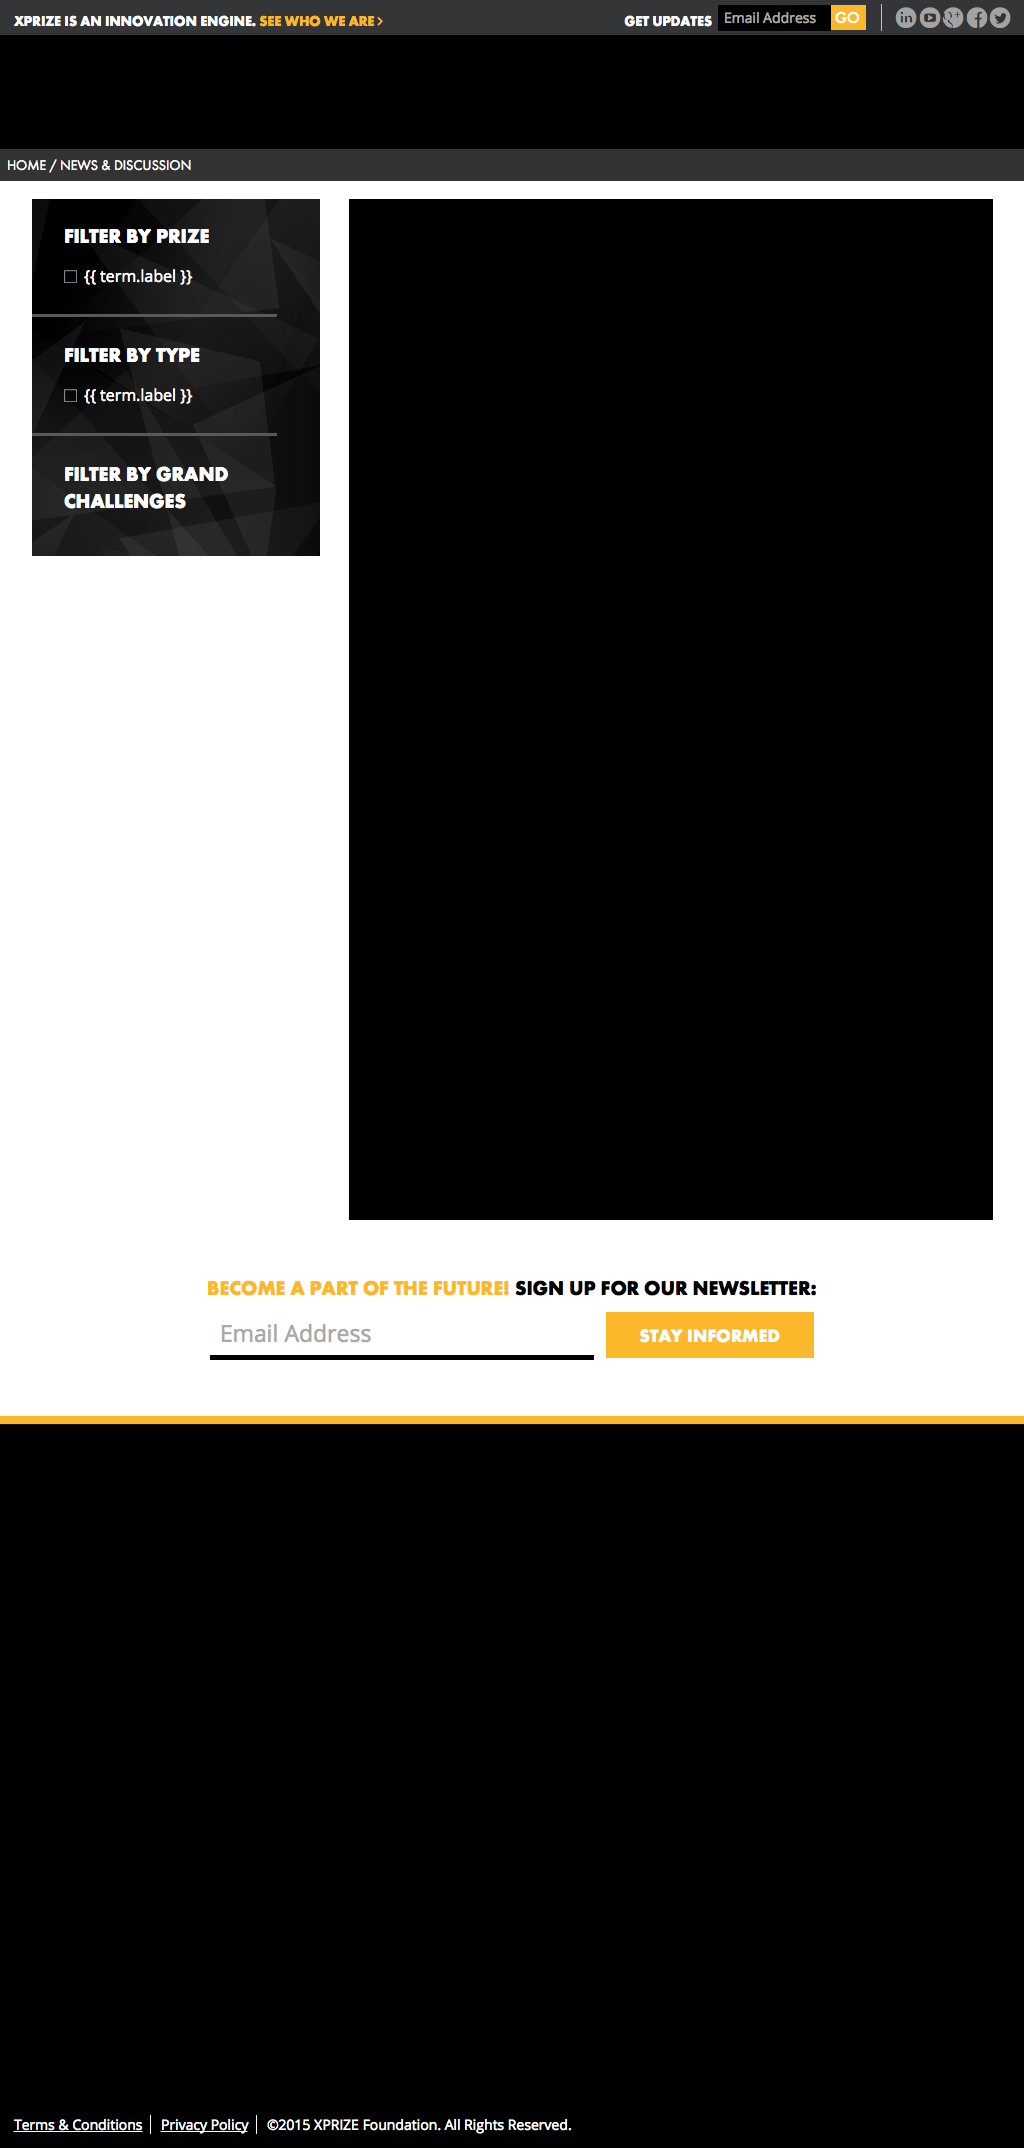 XPRIZE IS AN INNOVATION ENGINE. SEE WHO WE ARE >
GET UPDATES Email Address GO
HOME / NEWS & DISCUSSION
FILTER BY PRIZE
{{ term.label }}
FILTER BY TYPE
{{ term.label }}
FILTER BY GRAND
CHALLENGES
BECOME A PART OF THE FUTURE! SIGN UP FOR OUR NEWSLETTER:
Email Address
STAY INFORMED
Terms & Conditions Privacy Policy ©2015 XPRIZE Foundation. All Rights Reserved.